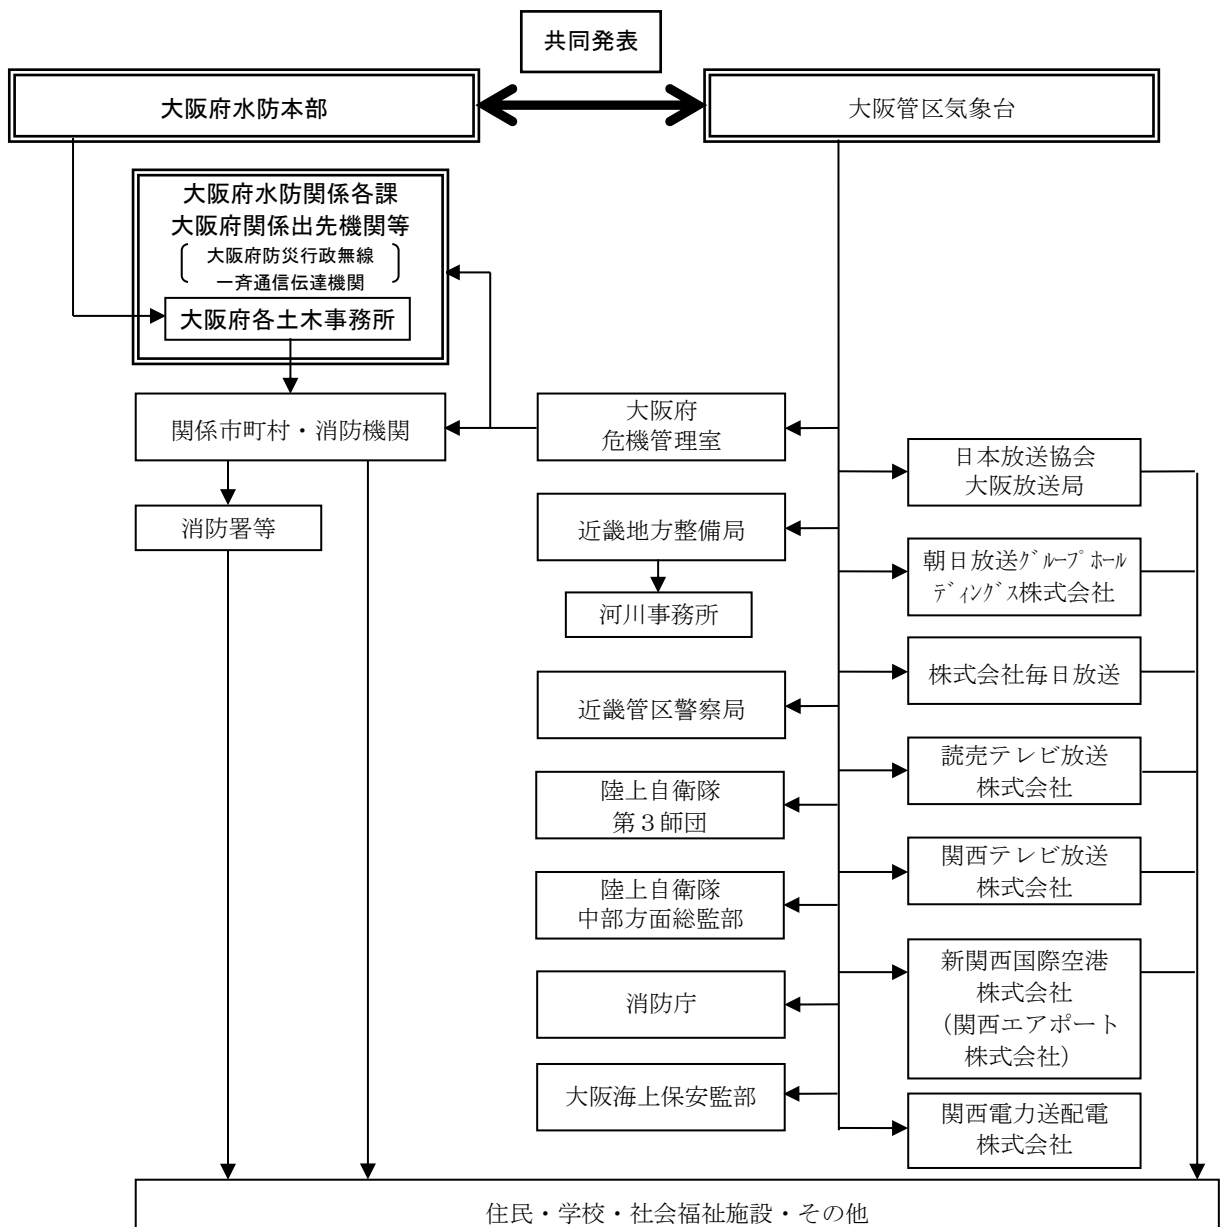 共同発表
大阪府水防本部
大阪管区気象台
大阪府水防関係各課
大阪府関係出先機関等
大阪府防災行政無線
一斉通信伝達機関
大阪府各土木事務所
関係市町村・消防機関
消防署等
大阪府
危機管理室
近畿地方整備局
河川事務所
近畿管区警察局
陸上自衛隊
第３師団
陸上自衛隊
中部方面総監部
消防庁
大阪海上保安監部
日本放送協会
大阪放送局
朝日放送ｸﾞﾙｰﾌﾟﾎｰﾙ
ﾃﾞｨﾝｸﾞｽ株式会社
株式会社毎日放送
読売テレビ放送
株式会社
関西テレビ放送
株式会社
新関西国際空港
株式会社
（関西エアポート
株式会社）
関西電力送配電
株式会社
住民・学校・社会福祉施設・その他